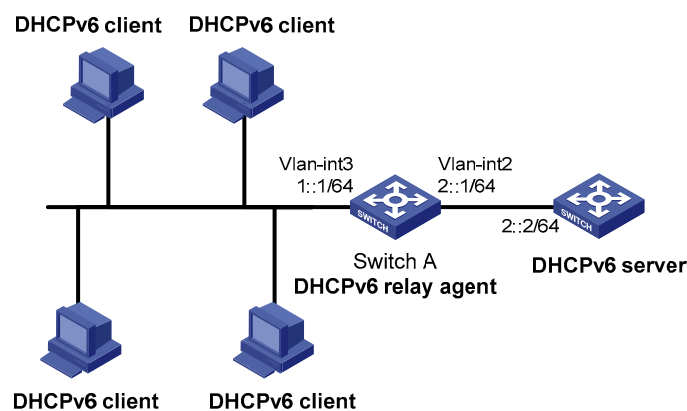 DHCPv6 client
DHCPv6 client
Vlan-int3
1::1/64
Vlan-int2
2::1/64
SWITCH
SWITCH
2::2/64
Switch A
DHCPv6 relay agent
DHCPv6 server
DHCPv6 client
DHCPv6 client